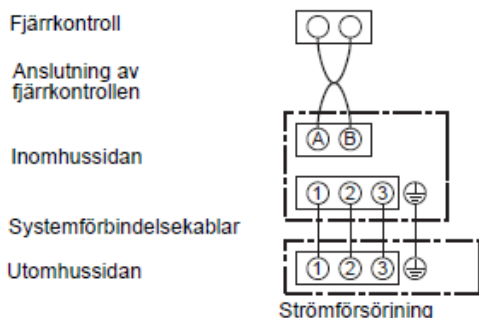 Fjärrkontroll
Anslutning av
fjärrkontrollen
A B
Inomhussidan
1 2 3
Systemförbindelsekablar
Utomhussidan
1 2 3
Strömförsörining